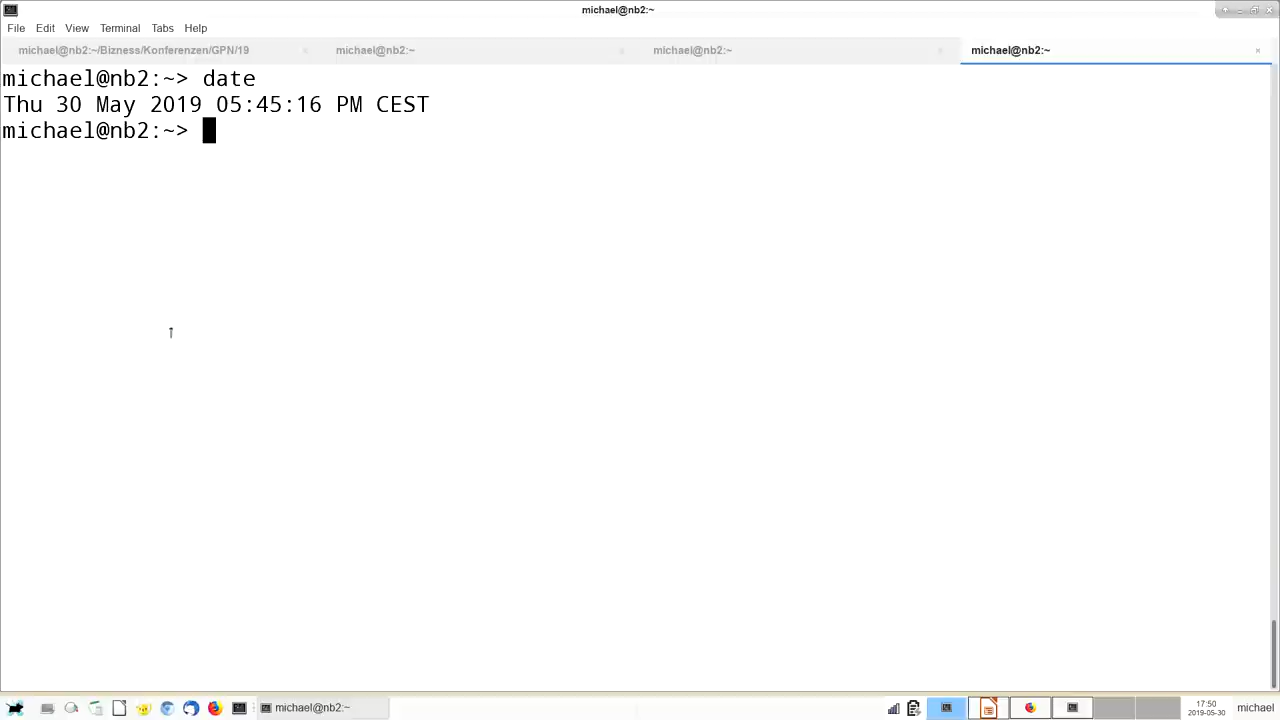 michael@nb2:~
File Edit View Terminal Tabs Help
michael@nb2:~/Bizness/Konferenzen/GPN/19 michael@nb2:~ michael@nb2:~ michael@nb2:~
michael@nb2:~> date
Thu 30 May 2019 05:45:16 PM CEST
michael@nb2:~>
michael@nb2:~ 17:50 michael
2019-05-30